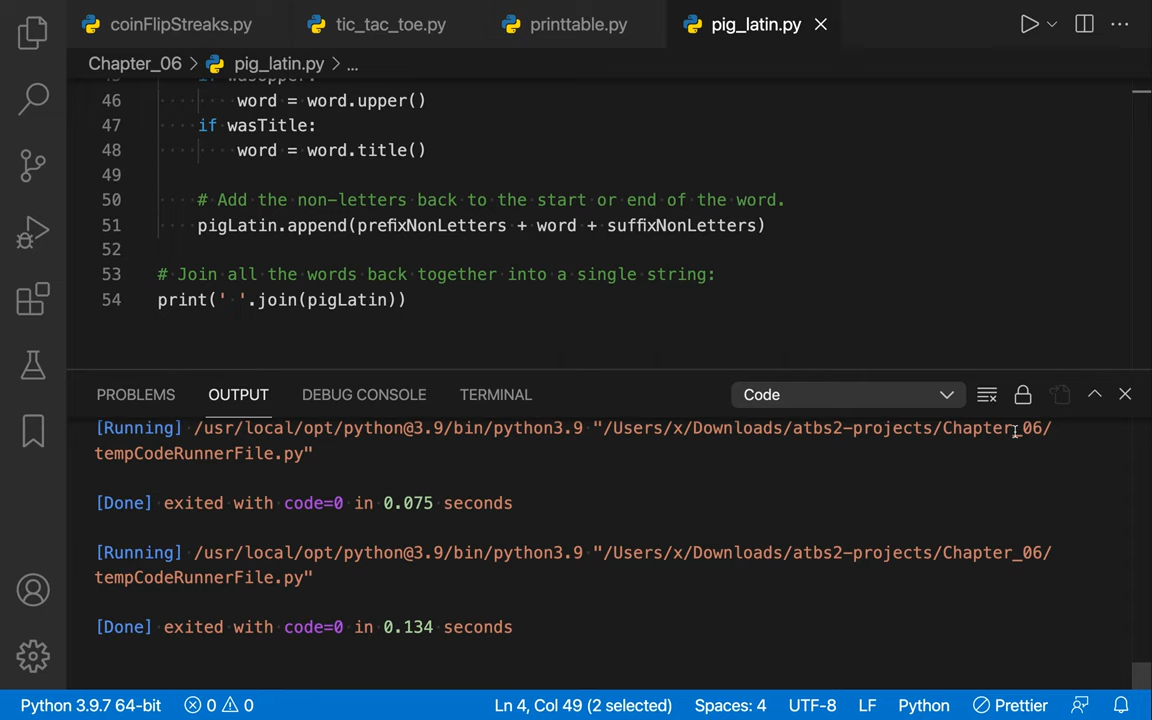 coinFlipStreaks.py tic_tac_toe.py printtable.py pig_latin.py
Chapter_06 > pig_latin.py > ...
if wasUpper:
46 word = word.upper()
47 if wasTitle:
48 word = word.title()
49
50 # Add the non-letters back to the start or end of the word.
51 pigLatin.append(prefixNonLetters + word + suffixNonLetters)
52
53 # Join all the words back together into a single string:
54 print(' '.join(pigLatin))
PROBLEMS OUTPUT DEBUG CONSOLE TERMINAL Code
[Running] /usr/local/opt/python@3.9/bin/python3.9 "/Users/x/Downloads/atbs2-projects/Chapter_06/
tempCodeRunnerFile.py"
[Done] exited with code=0 in 0.075 seconds
[Running] /usr/local/opt/python@3.9/bin/python3.9 "/Users/x/Downloads/atbs2-projects/Chapter_06/
tempCodeRunnerFile.py"
[Done] exited with code=0 in 0.134 seconds
Python 3.9.7 64-bit 0 0 Ln 4, Col 49 (2 selected) Spaces: 4 UTF-8 LF Python Prettier